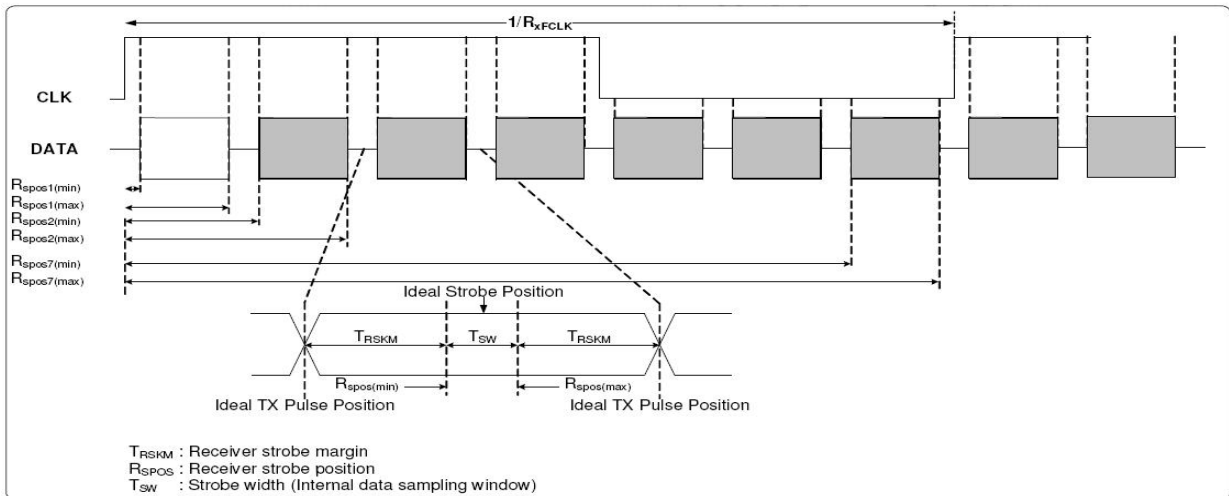 1/RxFCLK
CLK
DATA
Rspos1(min)
Rspos1(max)
Rspos2(min)
Rspos2(max)
Rspos7(min)
Rspos7(max)
Ideal Strobe Position
TRSKM TSW TRSKM
Rspos(min) Rspos(max)
Ideal TX Pulse Position Ideal TX Pulse Position
TRSKM : Receiver strobe margin
RSPOS : Receiver strobe position
TSW : Strobe width (Internal data sampling window)